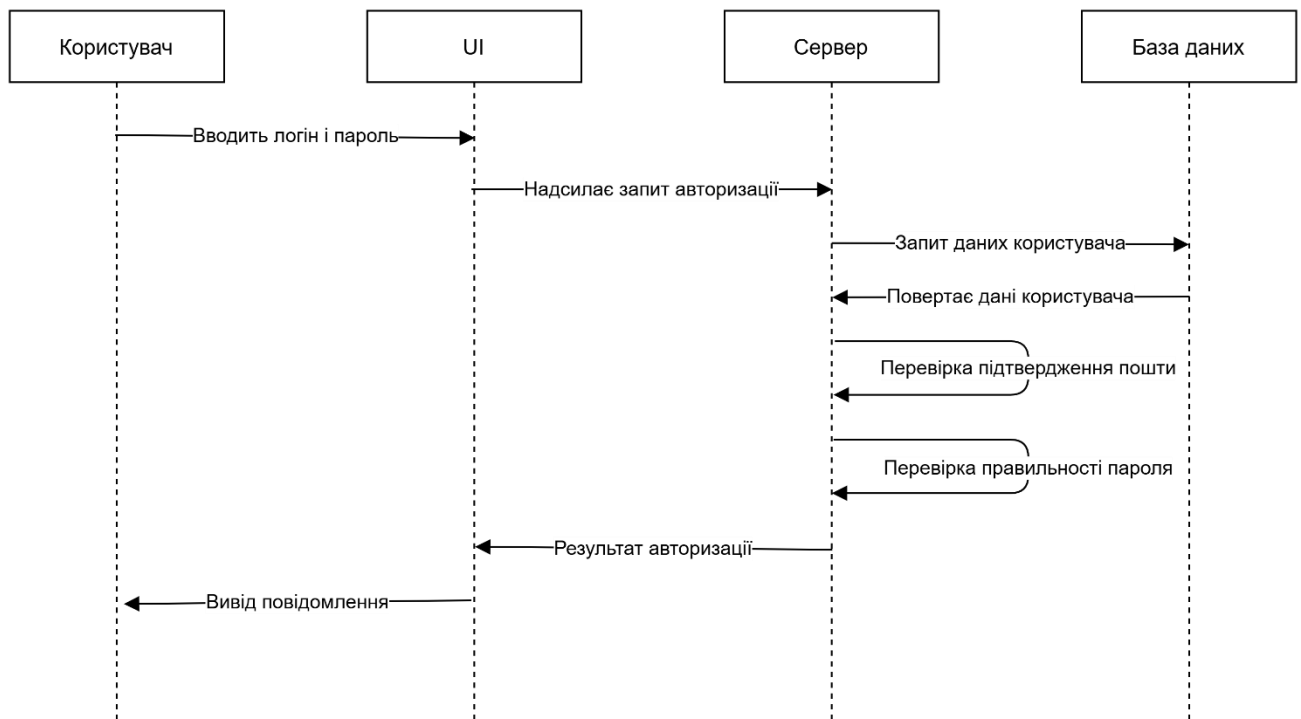 Користувач
UI
Сервер
База даних
Вводить логін і пароль
Надсилає запит авторизації
Запит даних користувача
Повертає дані користувача
Перевірка підтвердження пошти
Перевірка правильності пароля
Результат авторизації
Вивід повідомлення